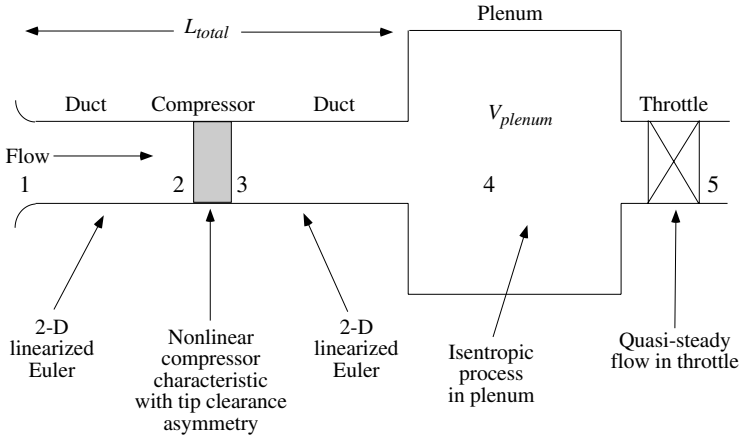 Plenum
L_total
Duct
Compressor
Duct
V_plenum
Throttle
Flow
1
2
3
4
5
2-D
linearized
Euler
Nonlinear
compressor
characteristic
with tip clearance
asymmetry
2-D
linearized
Euler
Isentropic
process
in plenum
Quasi-steady
flow in throttle